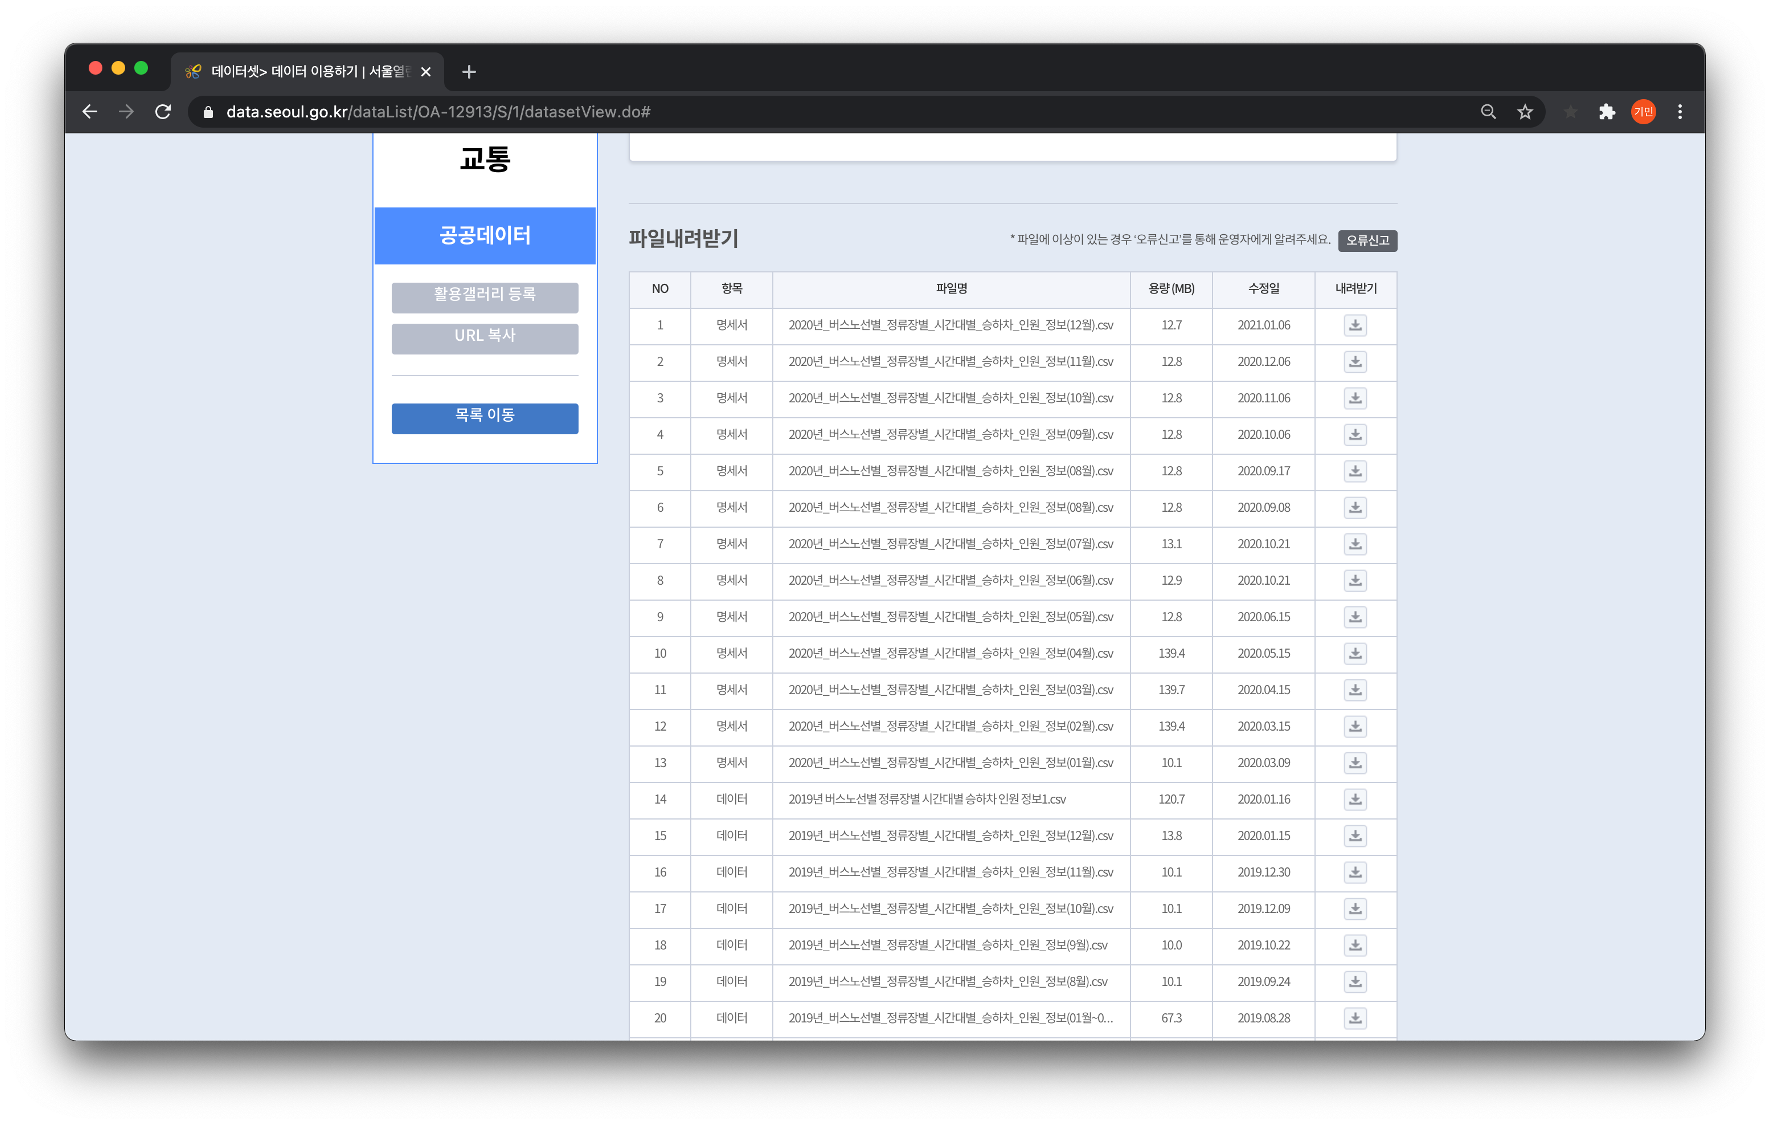 데이터셋> 데이터 이용하기 | 서울열
data.seoul.go.kr/dataList/OA-12913/S/1/datasetView.do#
기민
교통
공공데이터
활용갤러리 등록
URL 복사
목록 이동
파일내려받기
* 파일에 이상이 있는 경우 '오류신고'를 통해 운영자에게 알려주세요. 오류신고
NO 항목 파일명 용량 (MB) 수정일 내려받기
1 명세서 2020년_버스노선별_정류장별_시간대별_승하차_인원_정보(12월).csv 12.7 2021.01.06
2 명세서 2020년_버스노선별_정류장별_시간대별_승하차_인원_정보(11월).csv 12.8 2020.12.06
3 명세서 2020년_버스노선별_정류장별_시간대별_승하차_인원_정보(10월).csv 12.8 2020.11.06
4 명세서 2020년_버스노선별_정류장별_시간대별_승하차_인원_정보(09월).csv 12.8 2020.10.06
5 명세서 2020년_버스노선별_정류장별_시간대별_승하차_인원_정보(08월).csv 12.8 2020.09.17
6 명세서 2020년_버스노선별_정류장별_시간대별_승하차_인원_정보(08월).csv 12.8 2020.09.08
7 명세서 2020년_버스노선별_정류장별_시간대별_승하차_인원_정보(07월).csv 13.1 2020.10.21
8 명세서 2020년_버스노선별_정류장별_시간대별_승하차_인원_정보(06월).csv 12.9 2020.10.21
9 명세서 2020년_버스노선별_정류장별_시간대별_승하차_인원_정보(05월).csv 12.8 2020.06.15
10 명세서 2020년_버스노선별_정류장별_시간대별_승하차_인원_정보(04월).csv 139.4 2020.05.15
11 명세서 2020년_버스노선별_정류장별_시간대별_승하차_인원_정보(03월).csv 139.7 2020.04.15
12 명세서 2020년_버스노선별_정류장별_시간대별_승하차_인원_정보(02월).csv 139.4 2020.03.15
13 명세서 2020년_버스노선별_정류장별_시간대별_승하차_인원_정보(01월).csv 10.1 2020.03.09
14 데이터 2019년 버스노선별 정류장별 시간대별 승하차 인원 정보1.csv 120.7 2020.01.16
15 데이터 2019년_버스노선별_정류장별_시간대별_승하차_인원_정보(12월).csv 13.8 2020.01.15
16 데이터 2019년_버스노선별_정류장별_시간대별_승하차_인원_정보(11월).csv 10.1 2019.12.30
17 데이터 2019년_버스노선별_정류장별_시간대별_승하차_인원_정보(10월).csv 10.1 2019.12.09
18 데이터 2019년_버스노선별_정류장별_시간대별_승하차_인원_정보(9월).csv 10.0 2019.10.22
19 데이터 2019년_버스노선별_정류장별_시간대별_승하차_인원_정보(8월).csv 10.1 2019.09.24
20 데이터 2019년_버스노선별_정류장별_시간대별_승하차_인원_정보(01월~0... 67.3 2019.08.28